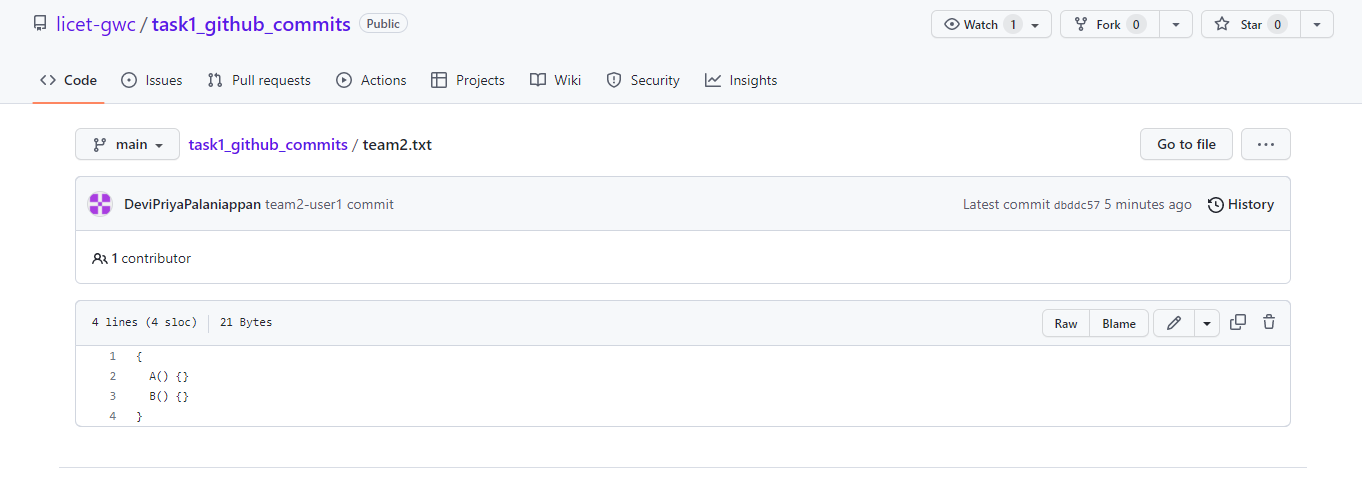 licet-gwc / task1_github_commits Public Watch 1 Fork 0 Star 0
Code Issues Pull requests Actions Projects Wiki Security Insights
main task1_github_commits / team2.txt Go to file ...
DeviPriyaPalaniappan team2-user1 commit Latest commit dbddc57 5 minutes ago History
1 contributor
4 lines (4 sloc) 21 Bytes Raw Blame
1 {
2   A() {}
3   B() {}
4 }